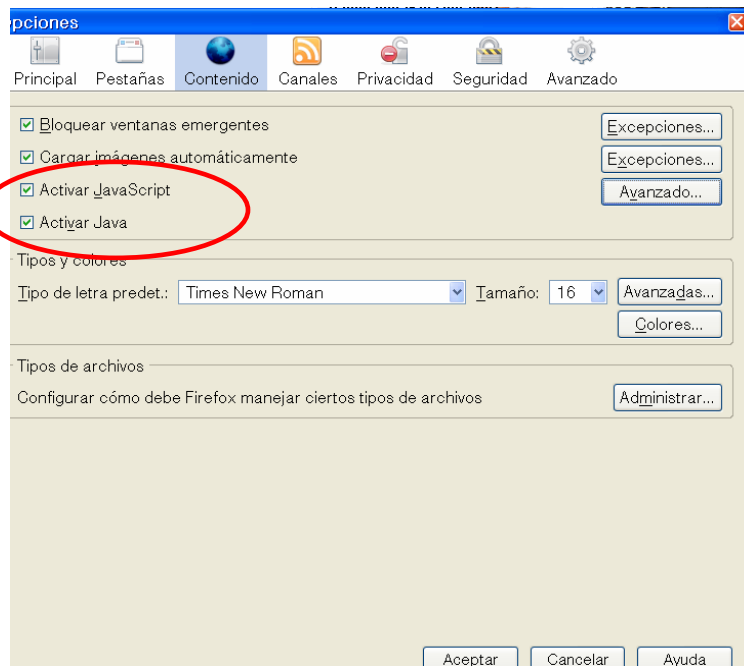 pciones
Principal Pestañas Contenido Canales Privacidad Seguridad Avanzado
Bloquear ventanas emergentes Excepciones...
Cargar imágenes automáticamente Excepciones...
Activar JavaScript Avanzado...
Activar Java
Tipos y colores
Tipo de letra predet.: Times New Roman Tamaño: 16 Avanzadas...
Colores...
Tipos de archivos
Configurar cómo debe Firefox manejar ciertos tipos de archivos Administrar...
Aceptar Cancelar Ayuda